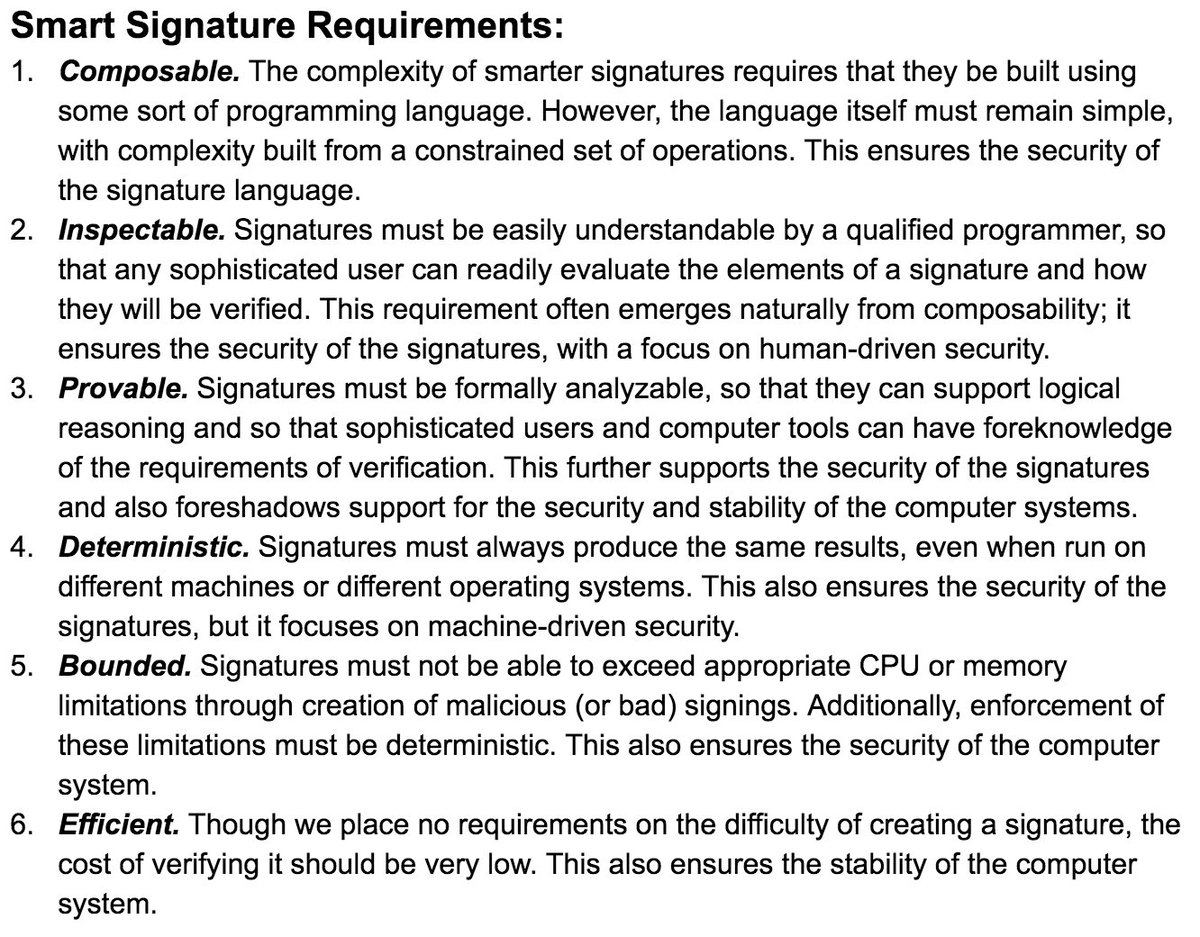 Smart Signature Requirements:
1. Composable. The complexity of smarter signatures requires that they be built using
some sort of programming language. However, the language itself must remain simple,
with complexity built from a constrained set of operations. This ensures the security of
the signature language.
2. Inspectable. Signatures must be easily understandable by a qualified programmer, so
that any sophisticated user can readily evaluate the elements of a signature and how
they will be verified. This requirement often emerges naturally from composability; it
ensures the security of the signatures, with a focus on human-driven security.
3. Provable. Signatures must be formally analyzable, so that they can support logical
reasoning and so that sophisticated users and computer tools can have foreknowledge
of the requirements of verification. This further supports the security of the signatures
and also foreshadows support for the security and stability of the computer systems.
4. Deterministic. Signatures must always produce the same results, even when run on
different machines or different operating systems. This also ensures the security of the
signatures, but it focuses on machine-driven security.
5. Bounded. Signatures must not be able to exceed appropriate CPU or memory
limitations through creation of malicious (or bad) signings. Additionally, enforcement of
these limitations must be deterministic. This also ensures the security of the computer
system.
6. Efficient. Though we place no requirements on the difficulty of creating a signature, the
cost of verifying it should be very low. This also ensures the stability of the computer
system.